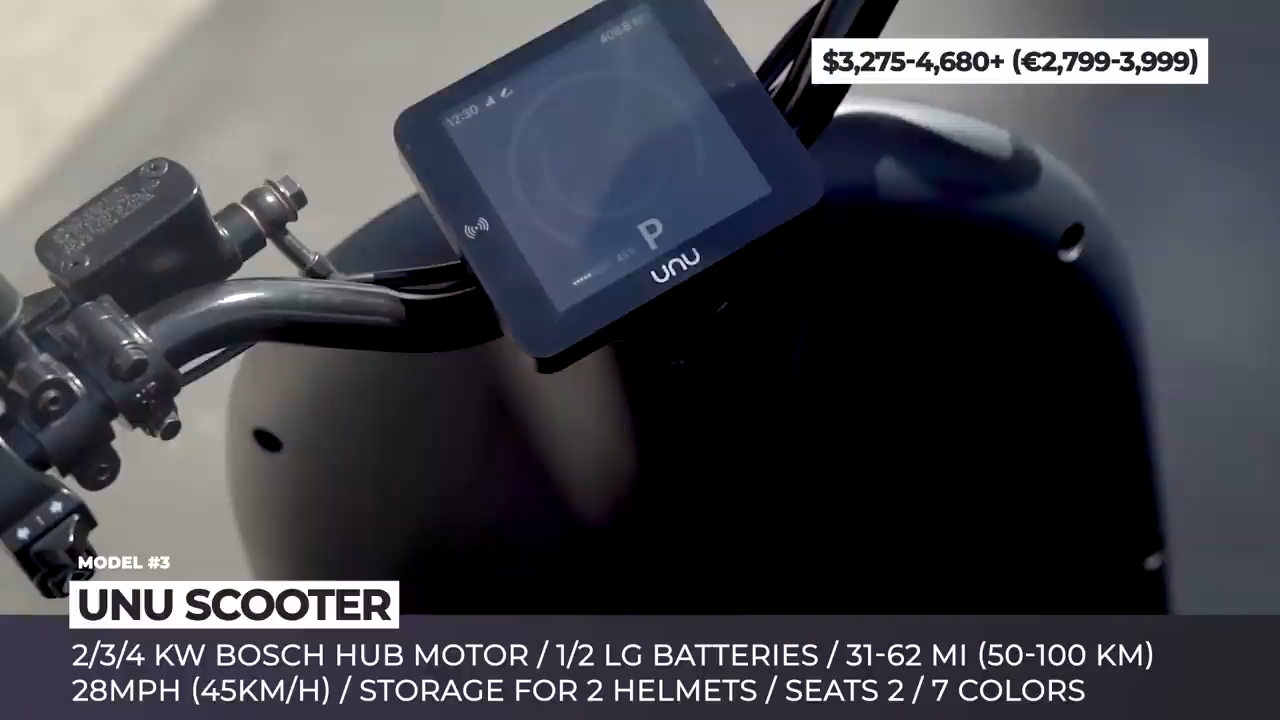 $3,275-4,680+ (€2,799-3,999)
12:30
P
unu
MODEL #3
UNU SCOOTER
2/3/4 KW BOSCH HUB MOTOR / 1/2 LG BATTERIES / 31-62 MI (50-100 KM)
28MPH (45KM/H) / STORAGE FOR 2 HELMETS / SEATS 2 / 7 COLORS